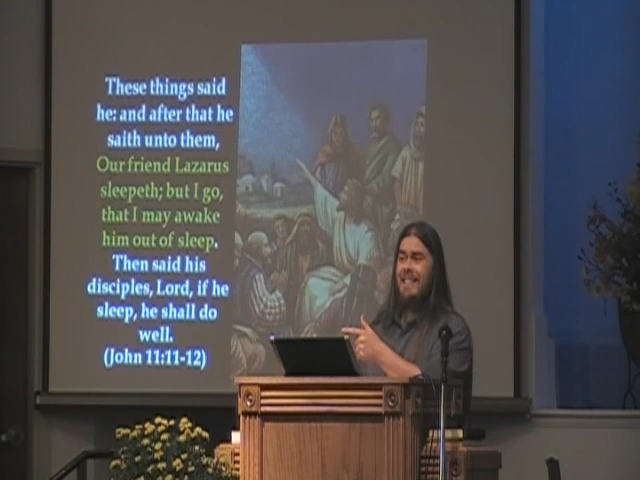 These things said
he: and after that he
saith unto them,
Our friend Lazarus
sleepeth; but I go,
that I may awake
him out of sleep.
Then said his
disciples, Lord, if he
sleep, he shall do
well.
(John 11:11-12)